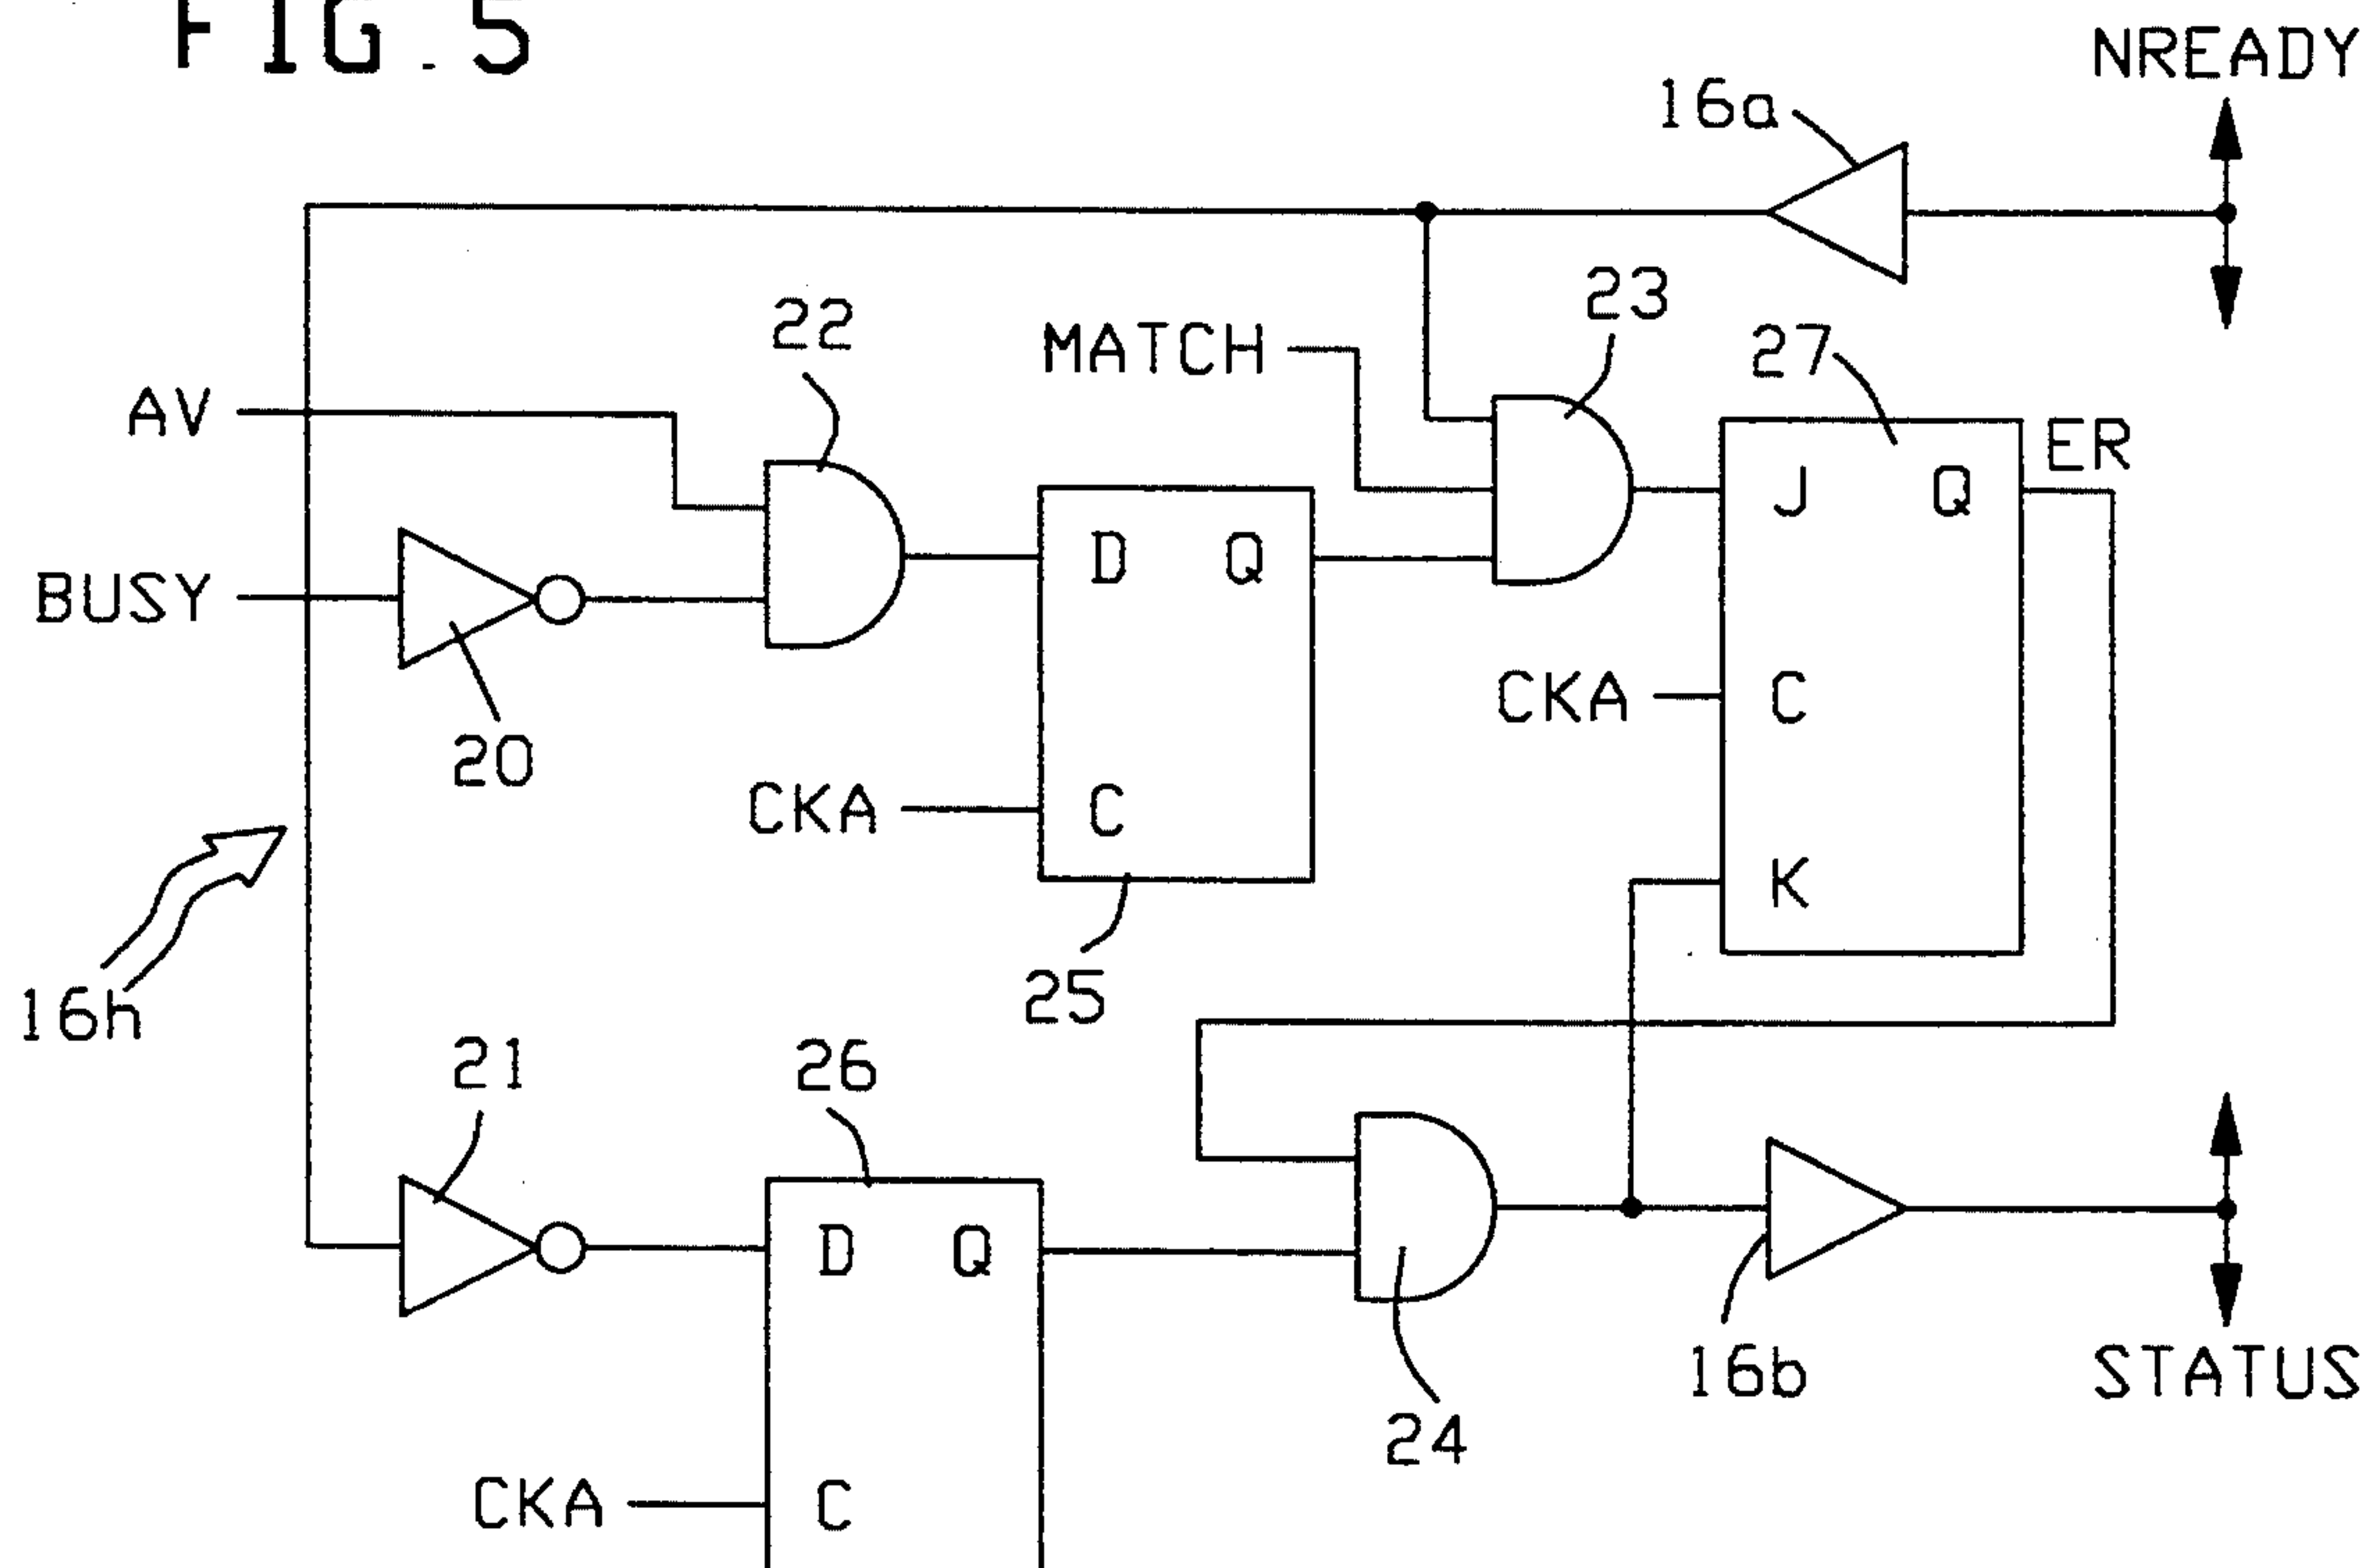 FIG. 5
NREADY
16a
23
22
MATCH
27
AV
ER
J Q
D Q
BUSY
CKA C
20
CKA C
K
25
16h
21
26
D Q
16b
STATUS
24
CKA C